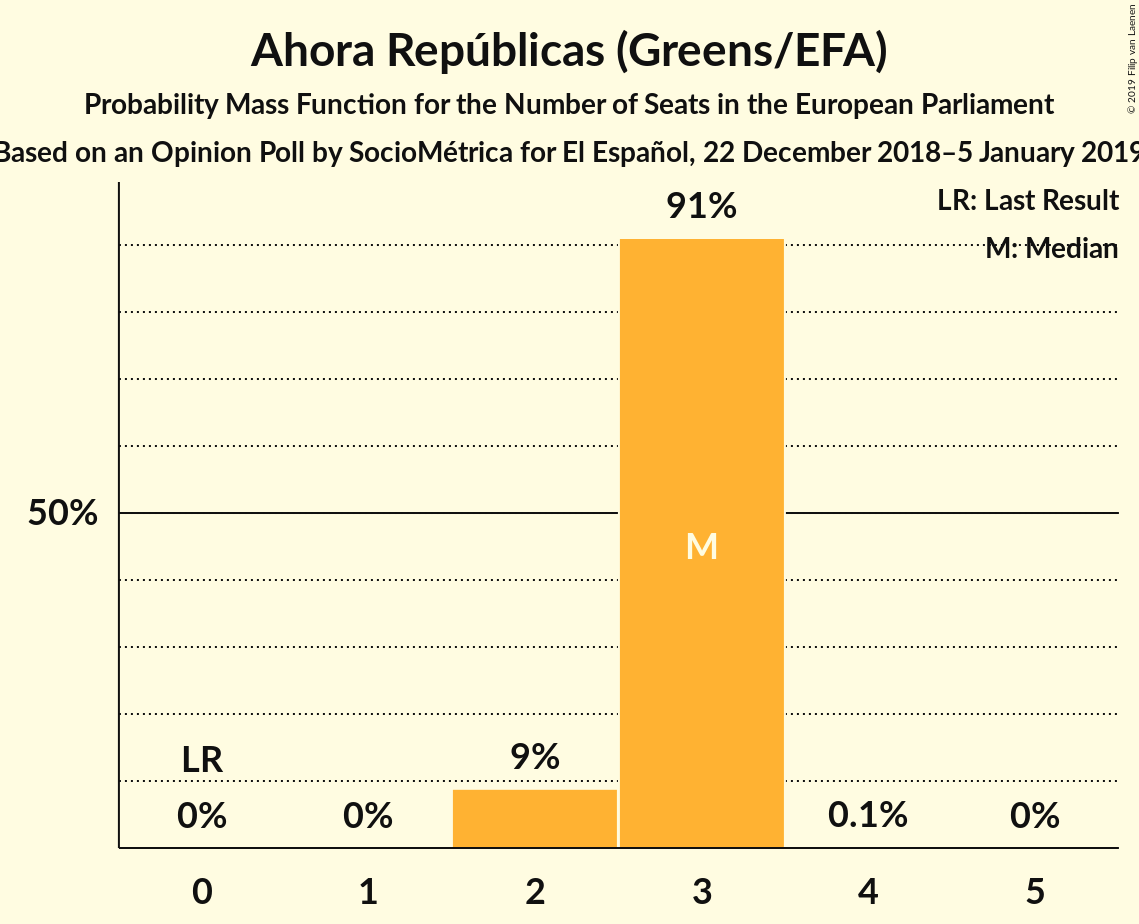 Ahora Repúblicas (Greens/EFA)
Probability Mass Function for the Number of Seats in the European Parliament
Based on an Opinion Poll by SocioMétrica for El Español, 22 December 2018–5 January 2019
© 2019 Filip van Laenen
LR: Last Result
M: Median
91%
50%
M
LR
9%
0%
0%
0.1%
0%
0
1
2
3
4
5